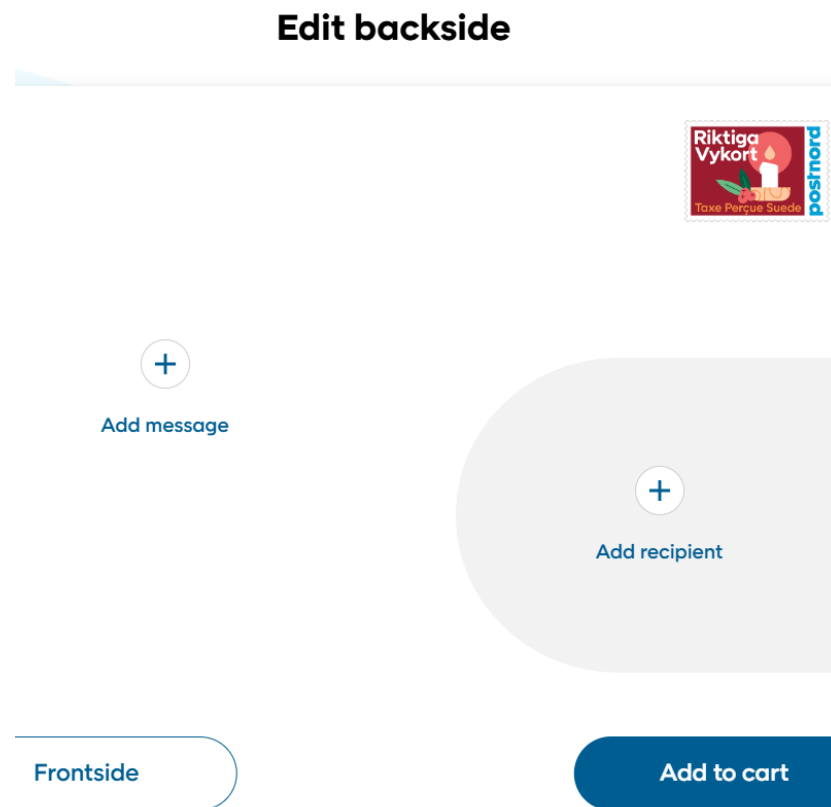 Edit backside
Riktiga
Vykort
Taxe Perçue Suede
postnord
Add message
Add recipient
Frontside
Add to cart